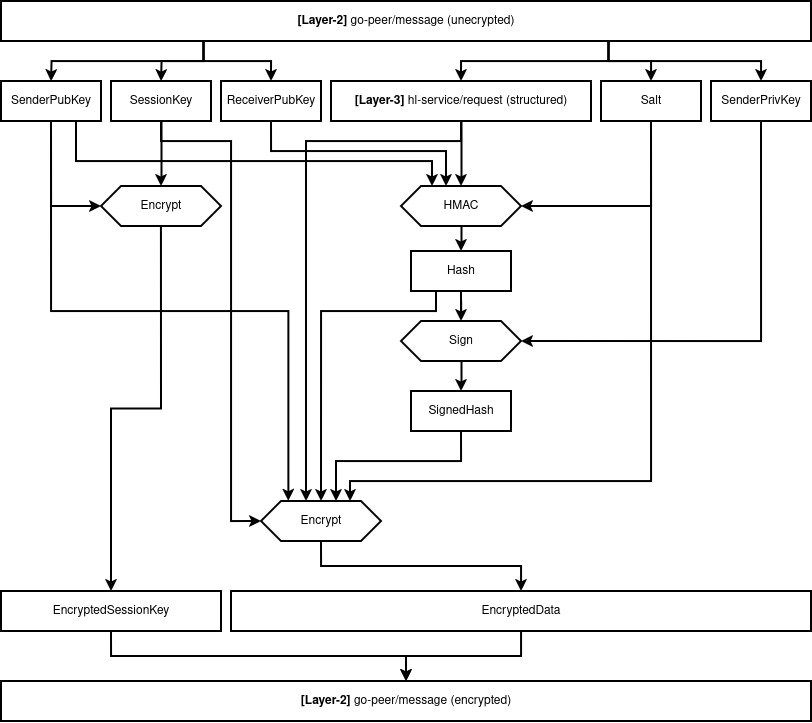 [Layer-2] go-peer/message (unecrypted)
SenderPubKey
SessionKey
ReceiverPubKey
[Layer-3] hl-service/request (structured)
Salt
SenderPrivKey
Encrypt
HMAC
Hash
Sign
SignedHash
Encrypt
EncryptedSessionKey
EncryptedData
[Layer-2] go-peer/message (encrypted)